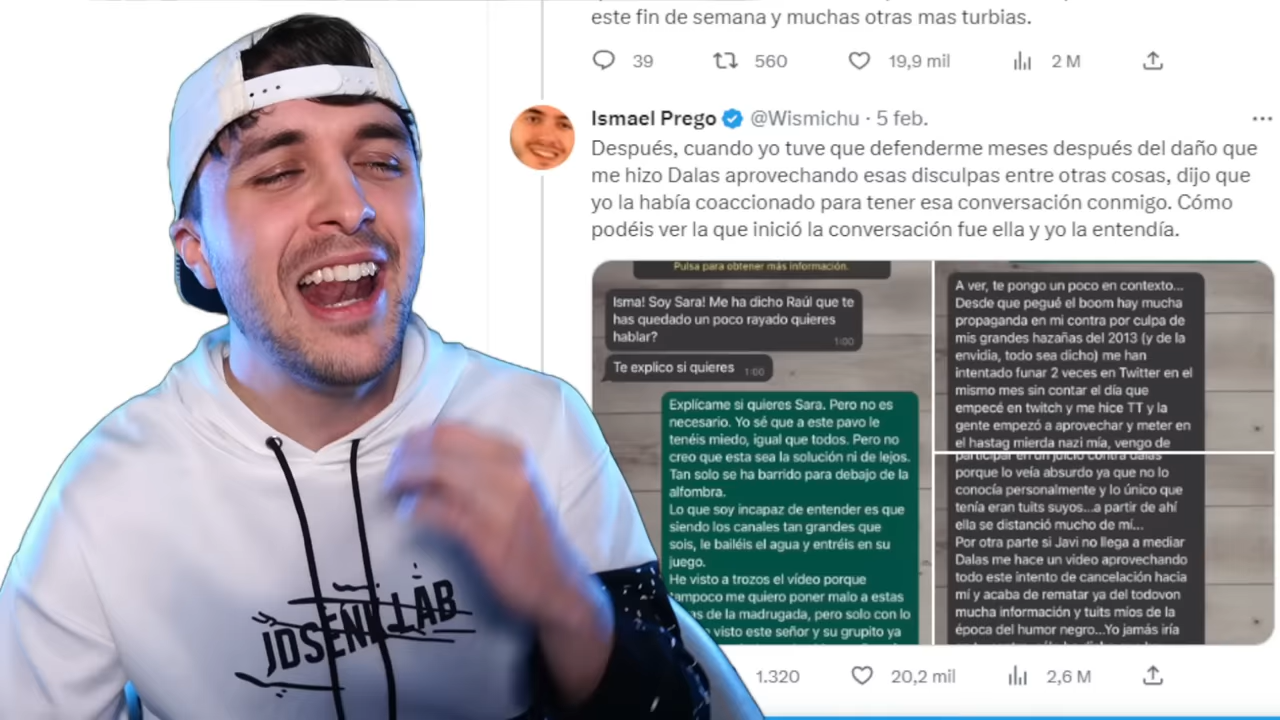 este fin de semana y muchas otras mas turbias.
39 560 19,9 mil 2 M
Ismael Prego @Wismichu · 5 feb.
Después, cuando yo tuve que defenderme meses después del daño que
me hizo Dalas aprovechando esas disculpas entre otras cosas, dijo que
yo la había coaccionado para tener esa conversación conmigo. Cómo
podéis ver la que inició la conversación fue ella y yo la entendía.
Pulsa para obtener más información.
Isma! Soy Sara! Me ha dicho Raúl que te
has quedado un poco rayado quieres
hablar?
1:00
Te explico si quieres 1:00
Explícame si quieres Sara. Pero no es
necesario. Yo sé que a este pavo le
tenéis miedo, igual que todos. Pero no
creo que esta sea la solución ni de lejos.
Tan solo se ha barrido para debajo de la
alfombra.
Lo que soy incapaz de entender es que
siendo los canales tan grandes que
sois, le bailéis el agua y entréis en su
juego.
He visto a trozos el vídeo porque
tampoco me quiero poner malo a estas
as de la madrugada, pero solo con lo
visto este señor y su grupito ya
A ver, te pongo un poco en contexto...
Desde que pegué el boom hay mucha
propaganda en mi contra por culpa de
mis grandes hazañas del 2013 (y de la
envidia, todo sea dicho) me han
intentado funar 2 veces en Twitter en el
mismo mes sin contar el día que
empecé en twitch y me hice TT y la
gente empezó a aprovechar y meter en
el hastag mierda nazi mía, vengo de
participar en un juicio contra dalas
porque lo veía absurdo ya que no lo
conocía personalmente y lo único que
tenía eran tuits suyos...a partir de ahí
ella se distanció mucho de mí...
Por otra parte si Javi no llega a mediar
Dalas me hace un video aprovechando
todo este intento de cancelación hacia
mí y acaba de rematar ya del todovon
mucha información y tuits míos de la
época del humor negro...Yo jamás iría
1.320 20,2 mil 2,6 M
JDSENK LAB